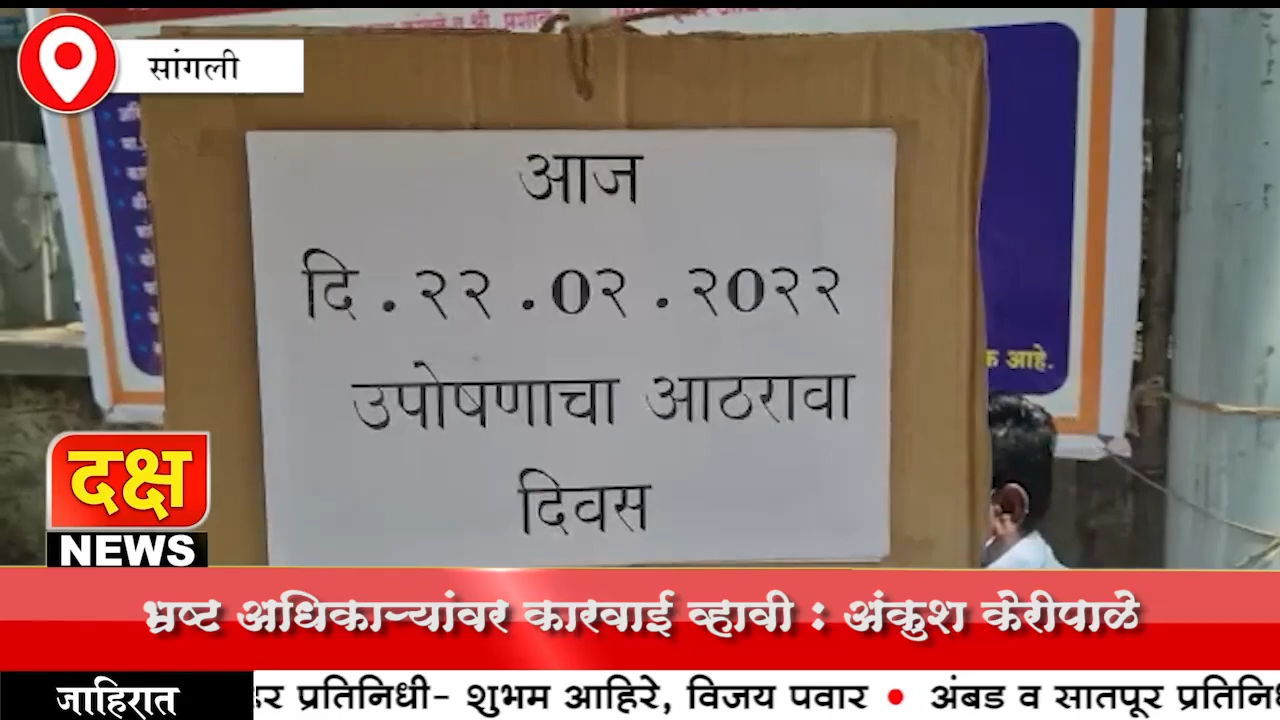 सांगली
आज
दि . २२ . ०२ . २०२२
उपोषणाचा आठरावा
दिवस
आहे.
दक्ष
NEWS
भ्रष्ट अधिकाऱ्यांवर कारवाई व्हावी : अंकुश केरीपाळे
जाहिरात
प्रतिनिधी- शुभम आहिरे, विजय पवार • अंबड व सातपूर